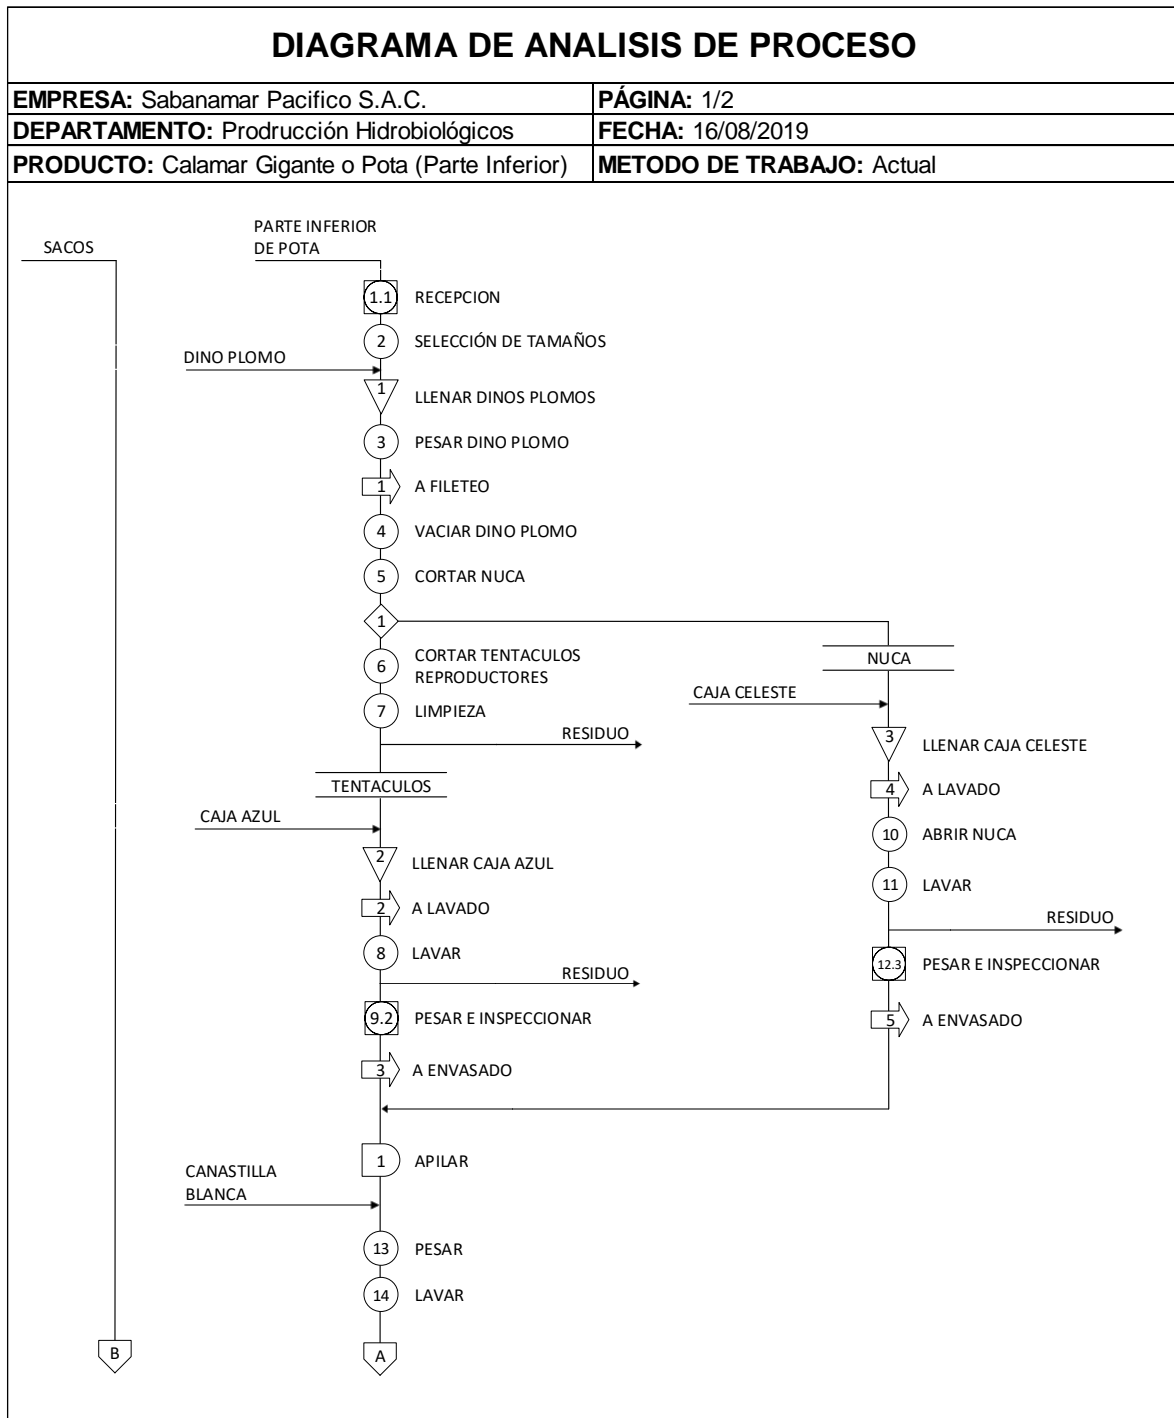 DIAGRAMA DE ANALISIS DE PROCESO
EMPRESA: Sabanamar Pacifico S.A.C.
PÁGINA: 1/2
DEPARTAMENTO: Prodrucción Hidrobiológicos
FECHA: 16/08/2019
PRODUCTO: Calamar Gigante o Pota (Parte Inferior)
METODO DE TRABAJO: Actual
SACOS
PARTE INFERIOR
DE POTA
1.1 RECEPCION
2 SELECCIÓN DE TAMAÑOS
DINO PLOMO
1 LLENAR DINOS PLOMOS
3 PESAR DINO PLOMO
1 A FILETEO
4 VACIAR DINO PLOMO
5 CORTAR NUCA
1
6 CORTAR TENTACULOS
REPRODUCTORES
7 LIMPIEZA
RESIDUO
TENTACULOS
CAJA AZUL
2 LLENAR CAJA AZUL
2 A LAVADO
8 LAVAR
RESIDUO
9.2 PESAR E INSPECCIONAR
3 A ENVASADO
NUCA
CAJA CELESTE
3 LLENAR CAJA CELESTE
4 A LAVADO
10 ABRIR NUCA
11 LAVAR
RESIDUO
12.3 PESAR E INSPECCIONAR
5 A ENVASADO
1 APILAR
CANASTILLA
BLANCA
13 PESAR
14 LAVAR
B
A